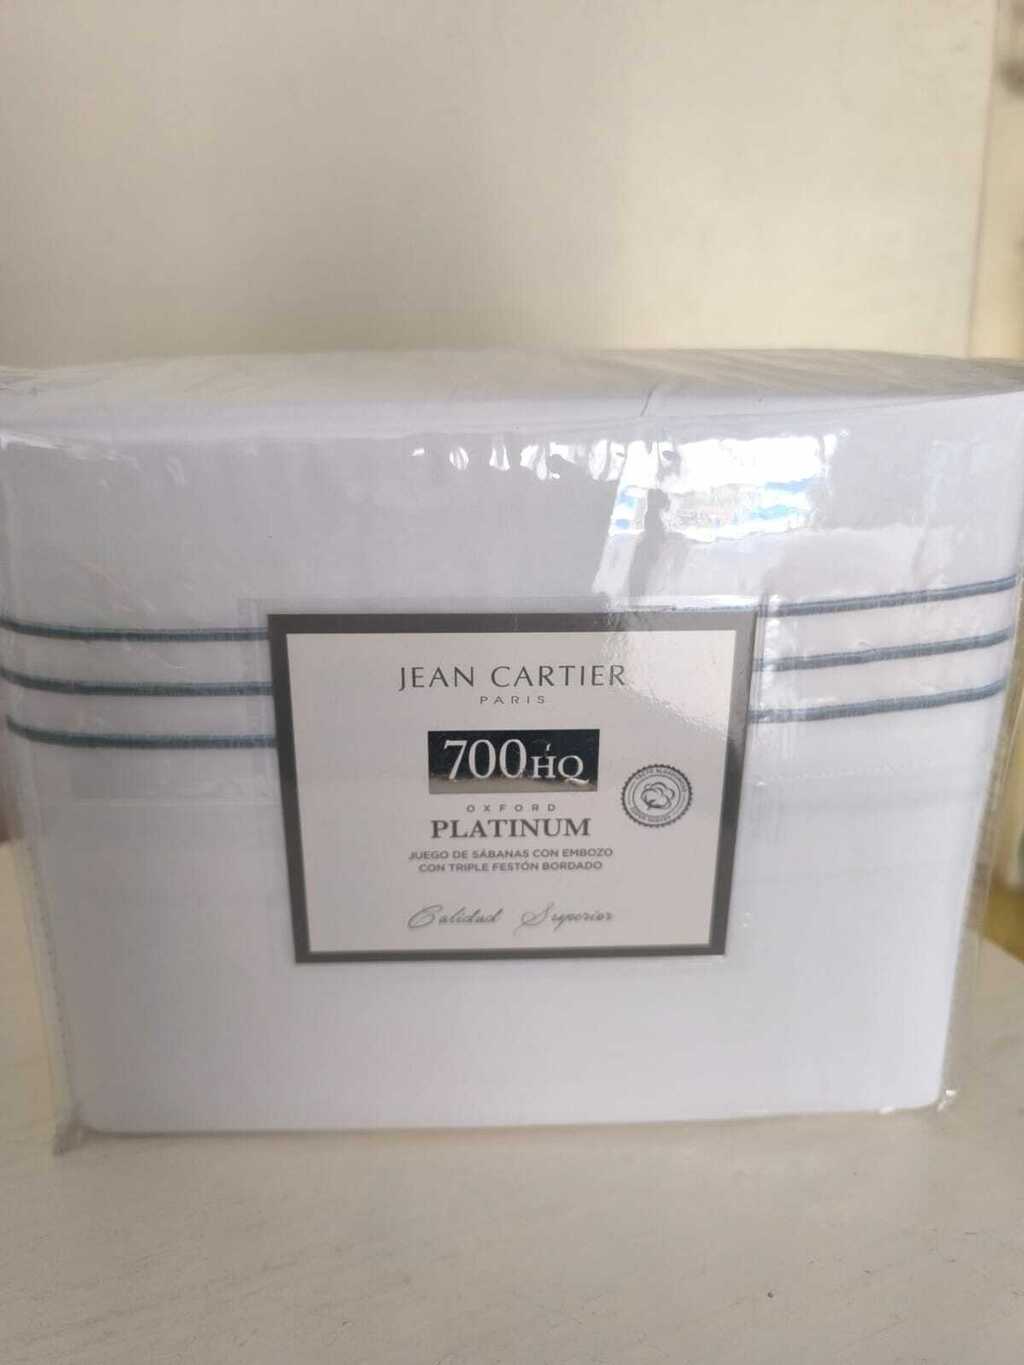 JEAN CARTIER
PARIS
700HQ
OXFORD
PLATINUM
JUEGO DE SÁBANAS CON EMBOZO
CON TRIPLE FESTÓN BORDADO
Calidad Superior